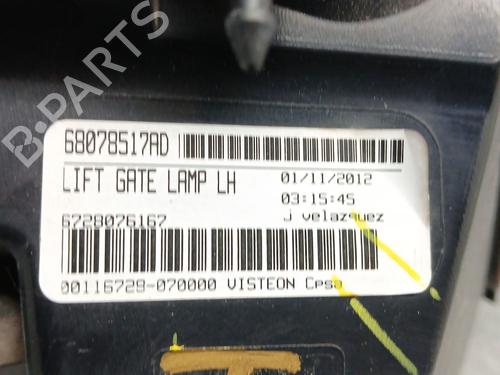 B-PARTS
68078517AD
LIFT GATE LAMP LH 01/11/2012
03:15:45
6728076167 j velazquez
00116729-070000 VISTEON Cpsa